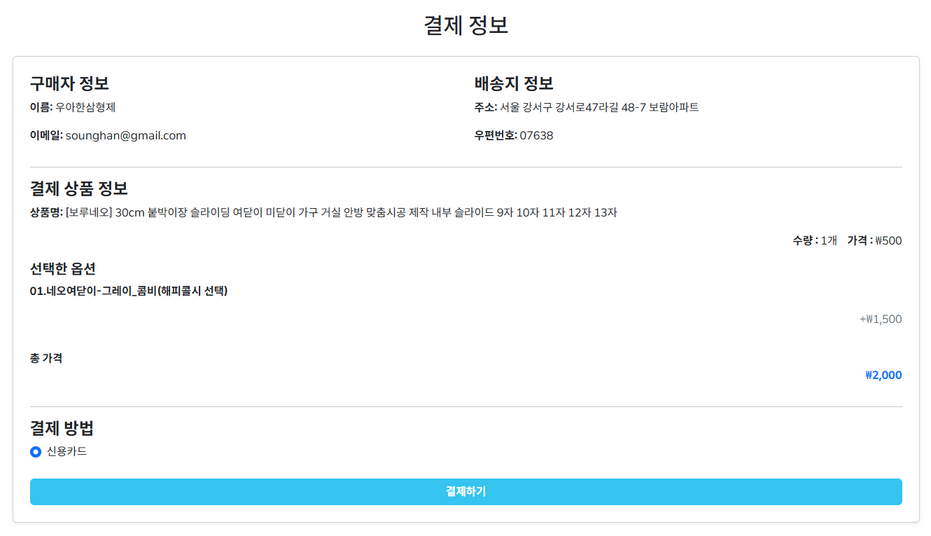 결제 정보
구매자 정보
이름: 우아한삼형제
이메일: sounghan@gmail.com
배송지 정보
주소: 서울 강서구 강서로47라길 48-7 보람아파트
우편번호: 07638
결제 상품 정보
상품명: [보루네오] 30cm 붙박이장 슬라이딩 여닫이 미닫이 가구 거실 안방 맞춤시공 제작 내부 슬라이드 9자 10자 11자 12자 13자
수량 : 1개 가격 : ₩500
선택한 옵션
01.네오여닫이-그레이_콤비(해피콜시 선택)
+₩1,500
총 가격
₩2,000
결제 방법
신용카드
결제하기